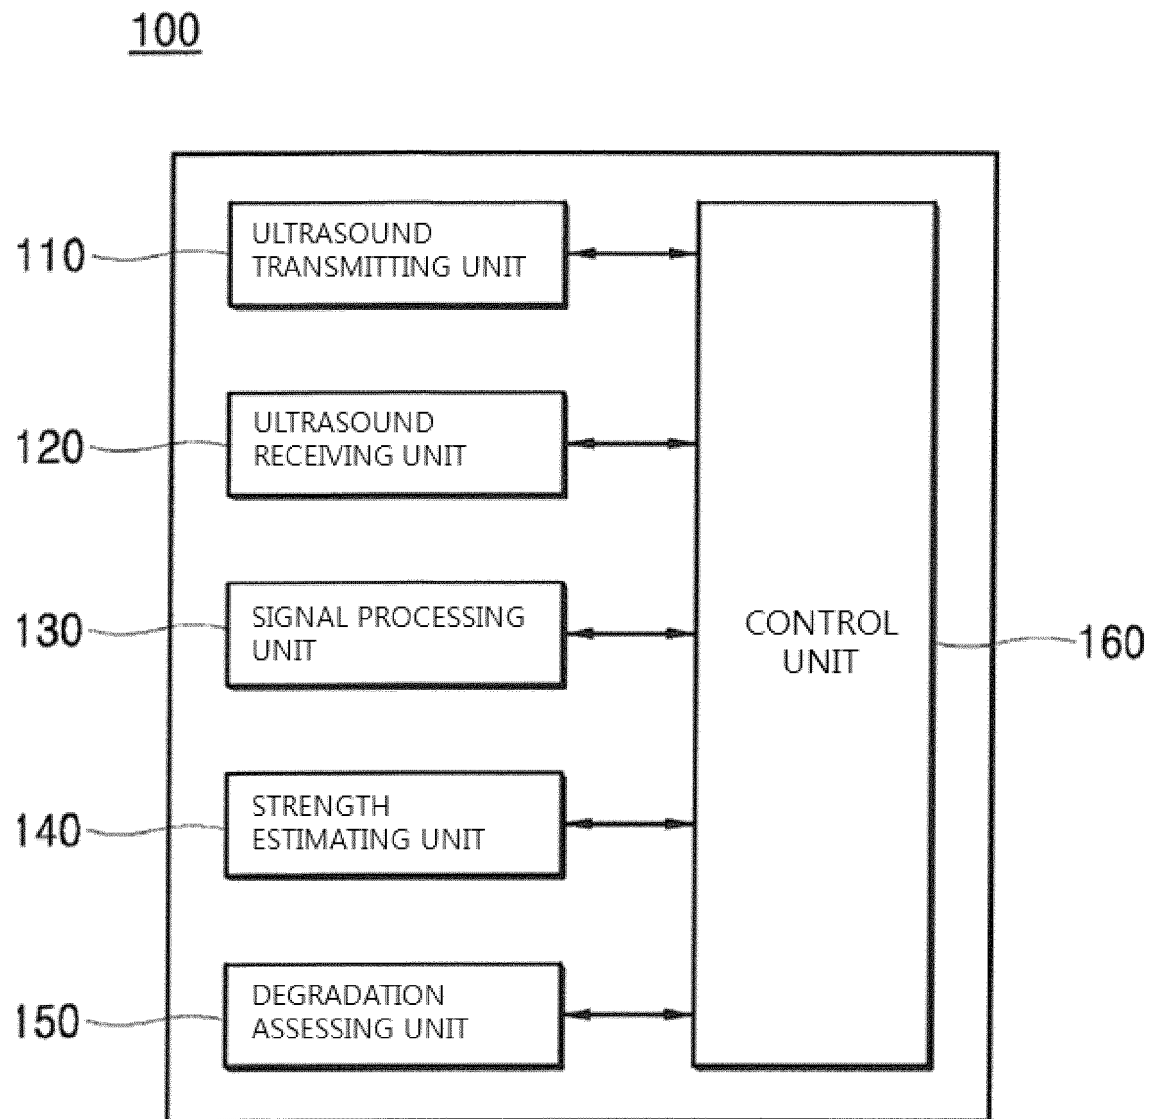 100
110
ULTRASOUND
TRANSMITTING UNIT
120
ULTRASOUND
RECEIVING UNIT
130
SIGNAL PROCESSING
UNIT
CONTROL
UNIT
160
140
STRENGTH
ESTIMATING UNIT
150
DEGRADATION
ASSESSING UNIT